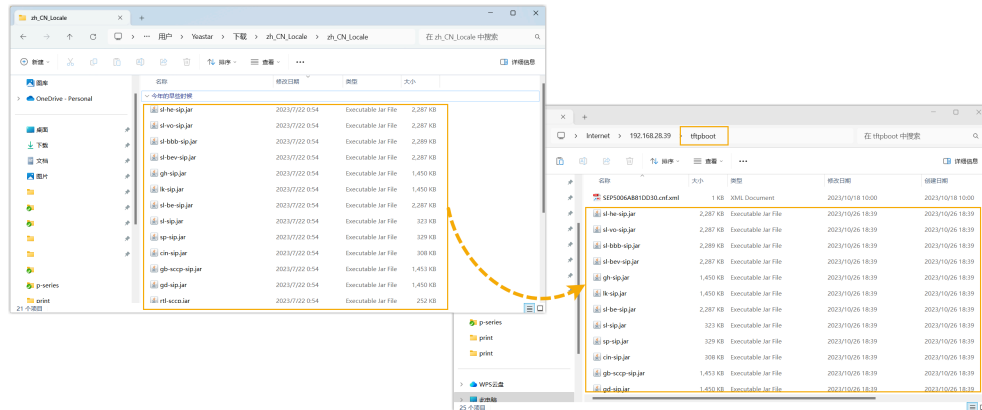 zh_CN_Locale
用户 > Yeastar > 下载 > zh_CN_Locale > zh_CN_Locale
在 zh_CN_Locale 中搜索
新建
排序
查看
详细信息
图库
OneDrive - Personal
桌面
下载
文档
图片
p-series
print
21 个项目
名称 修改日期 类型 大小
今年的早些时候
sl-he-sip.jar 2023/7/22 0:54 Executable Jar File 2,287 KB
sl-vo-sip.jar 2023/7/22 0:54 Executable Jar File 2,287 KB
sl-bbb-sip.jar 2023/7/22 0:54 Executable Jar File 2,289 KB
sl-bev-sip.jar 2023/7/22 0:54 Executable Jar File 2,287 KB
gh-sip.jar 2023/7/22 0:54 Executable Jar File 1,450 KB
lk-sip.jar 2023/7/22 0:54 Executable Jar File 1,450 KB
sl-be-sip.jar 2023/7/22 0:54 Executable Jar File 2,287 KB
sl-sip.jar 2023/7/22 0:54 Executable Jar File 323 KB
sp-sip.jar 2023/7/22 0:54 Executable Jar File 329 KB
cin-sip.jar 2023/7/22 0:54 Executable Jar File 308 KB
gb-sccp-sip.jar 2023/7/22 0:54 Executable Jar File 1,453 KB
gd-sip.jar 2023/7/22 0:54 Executable Jar File 1,450 KB
rtl-sccp.jar 2023/7/22 0:54 Executable Jar File 252 KB
Internet > 192.168.28.39 > tftpboot
在 tftpboot 中搜索
排序
查看
详细信息
名称 大小 类型 修改日期 创建日期
SEP5006AB81DD30.cnf.xml 1 KB XML Document 2023/10/18 10:00 2023/10/18 10:00
sl-he-sip.jar 2,287 KB Executable Jar File 2023/10/26 18:39 2023/10/26 18:39
sl-vo-sip.jar 2,287 KB Executable Jar File 2023/10/26 18:39 2023/10/26 18:39
sl-bbb-sip.jar 2,289 KB Executable Jar File 2023/10/26 18:39 2023/10/26 18:39
sl-bev-sip.jar 2,287 KB Executable Jar File 2023/10/26 18:39 2023/10/26 18:39
gh-sip.jar 1,450 KB Executable Jar File 2023/10/26 18:39 2023/10/26 18:39
lk-sip.jar 1,450 KB Executable Jar File 2023/10/26 18:39 2023/10/26 18:39
sl-be-sip.jar 2,287 KB Executable Jar File 2023/10/26 18:39 2023/10/26 18:39
sl-sip.jar 323 KB Executable Jar File 2023/10/26 18:39 2023/10/26 18:39
sp-sip.jar 329 KB Executable Jar File 2023/10/26 18:39 2023/10/26 18:39
cin-sip.jar 308 KB Executable Jar File 2023/10/26 18:39 2023/10/26 18:39
gb-sccp-sip.jar 1,453 KB Executable Jar File 2023/10/26 18:39 2023/10/26 18:39
gd-sip.jar 1,450 KB Executable Jar File 2023/10/26 18:39 2023/10/26 18:39
p-series
print
print
WPS云盘
此电脑
25 个项目